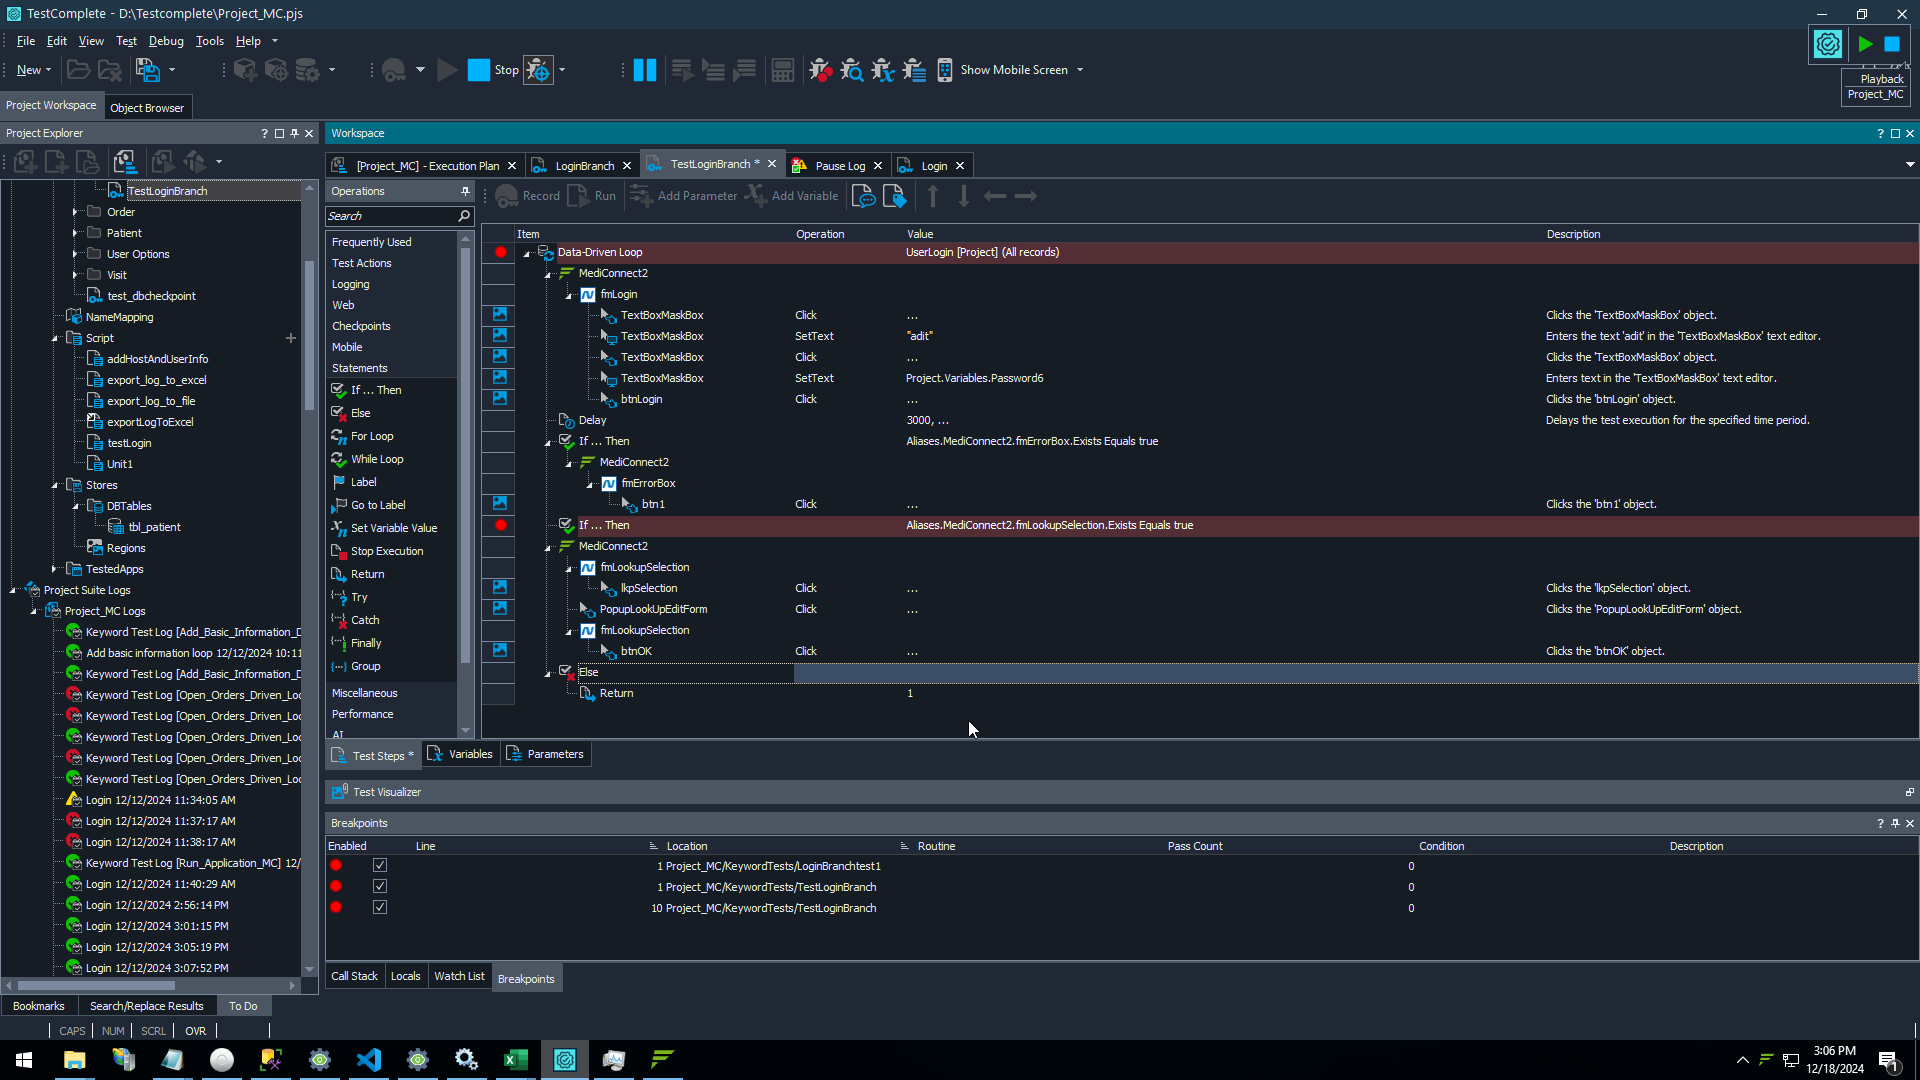 TestComplete - D:\Testcomplete\Project_MC.pjs
File Edit View Test Debug Tools Help
New Stop Show Mobile Screen
Playback
Project_MC
Project Workspace Object Browser
Project Explorer
Workspace
[Project_MC] - Execution Plan LoginBranch TestLoginBranch * Pause Log Login
TestLoginBranch
Order
Patient
User Options
Visit
test_dbcheckpoint
NameMapping
Script
addHostAndUserInfo
export_log_to_excel
export_log_to_file
exportLogToExcel
testLogin
Unit1
Stores
DBTables
tbl_patient
Regions
TestedApps
Project Suite Logs
Project_MC Logs
Keyword Test Log [Add_Basic_Information_D
Add basic information loop 12/12/2024 10:11
Keyword Test Log [Add_Basic_Information_D
Keyword Test Log [Open_Orders_Driven_Loo
Keyword Test Log [Open_Orders_Driven_Loo
Keyword Test Log [Open_Orders_Driven_Loo
Keyword Test Log [Open_Orders_Driven_Loo
Keyword Test Log [Open_Orders_Driven_Loo
Login 12/12/2024 11:34:05 AM
Login 12/12/2024 11:37:17 AM
Login 12/12/2024 11:38:17 AM
Keyword Test Log [Run_Application_MC] 12/
Login 12/12/2024 11:40:29 AM
Login 12/12/2024 2:56:14 PM
Login 12/12/2024 3:01:15 PM
Login 12/12/2024 3:05:19 PM
Login 12/12/2024 3:07:52 PM
Bookmarks Search/Replace Results To Do
Operations
Search
Frequently Used
Test Actions
Logging
Web
Checkpoints
Mobile
Statements
If ... Then
Else
For Loop
While Loop
Label
Go to Label
Set Variable Value
Stop Execution
Return
Try
Catch
Finally
Group
Miscellaneous
Performance
AI
Record Run Add Parameter Add Variable
Item Operation Value Description
Data-Driven Loop UserLogin [Project] (All records)
MediConnect2
fmLogin
TextBoxMaskBox Click ... Clicks the 'TextBoxMaskBox' object.
TextBoxMaskBox SetText "adit" Enters the text 'adit' in the 'TextBoxMaskBox' text editor.
TextBoxMaskBox Click ... Clicks the 'TextBoxMaskBox' object.
TextBoxMaskBox SetText Project.Variables.Password6 Enters text in the 'TextBoxMaskBox' text editor.
btnLogin Click ... Clicks the 'btnLogin' object.
Delay 3000, ... Delays the test execution for the specified time period.
If ... Then Aliases.MediConnect2.fmErrorBox.Exists Equals true
MediConnect2
fmErrorBox
btn1 Click ... Clicks the 'btn1' object.
If ... Then Aliases.MediConnect2.fmLookupSelection.Exists Equals true
MediConnect2
fmLookupSelection
lkpSelection Click ... Clicks the 'lkpSelection' object.
PopupLookUpEditForm Click ... Clicks the 'PopupLookUpEditForm' object.
fmLookupSelection
btnOK Click ... Clicks the 'btnOK' object.
Else
Return 1
Test Steps * Variables Parameters
Test Visualizer
Breakpoints
Enabled Line Location Routine Pass Count Condition Description
1 Project_MC/KeywordTests/LoginBranchtest1 0
1 Project_MC/KeywordTests/TestLoginBranch 0
10 Project_MC/KeywordTests/TestLoginBranch 0
Call Stack Locals Watch List Breakpoints
CAPS NUM SCRL OVR
3:06 PM
12/18/2024
1